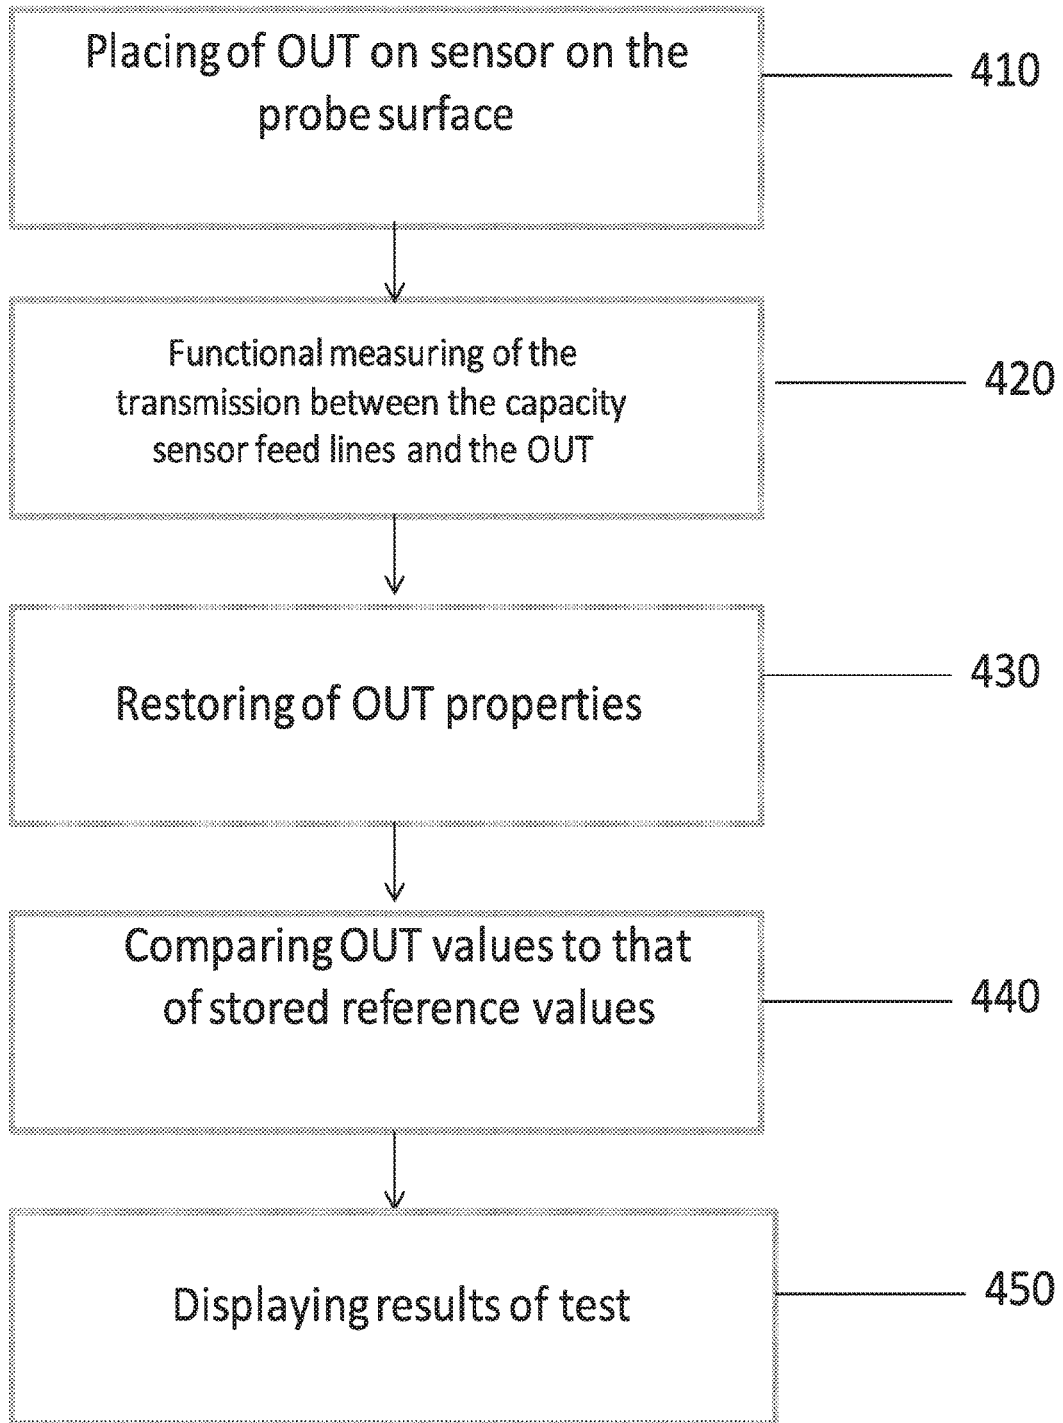 Placing of OUT on sensor on the
probe surface
410
Functional measuring of the
transmission between the capacity
sensor feed lines and the OUT
420
Restoring of OUT properties
430
Comparing OUT values to that
of stored reference values
440
Displaying results of test
450